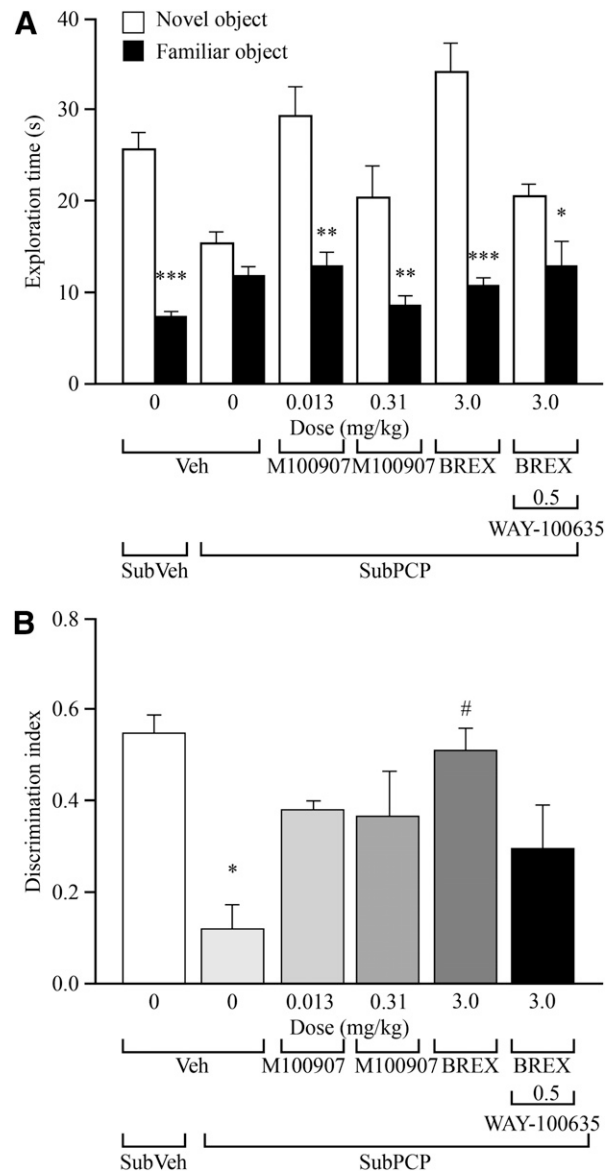 A
Novel object
Familiar object
Exploration time (s)
40
30
20
10
0
***
**
**
***
*
0 0 0.013 0.31 3.0 3.0
Dose (mg/kg)
Veh M100907 M100907 BREX BREX
0.5
WAY-100635
SubVeh SubPCP
B
Discrimination index
0.8
0.6
0.4
0.2
0.0
*
#
0 0 0.013 0.31 3.0 3.0
Dose (mg/kg)
Veh M100907 M100907 BREX BREX
0.5
WAY-100635
SubVeh SubPCP